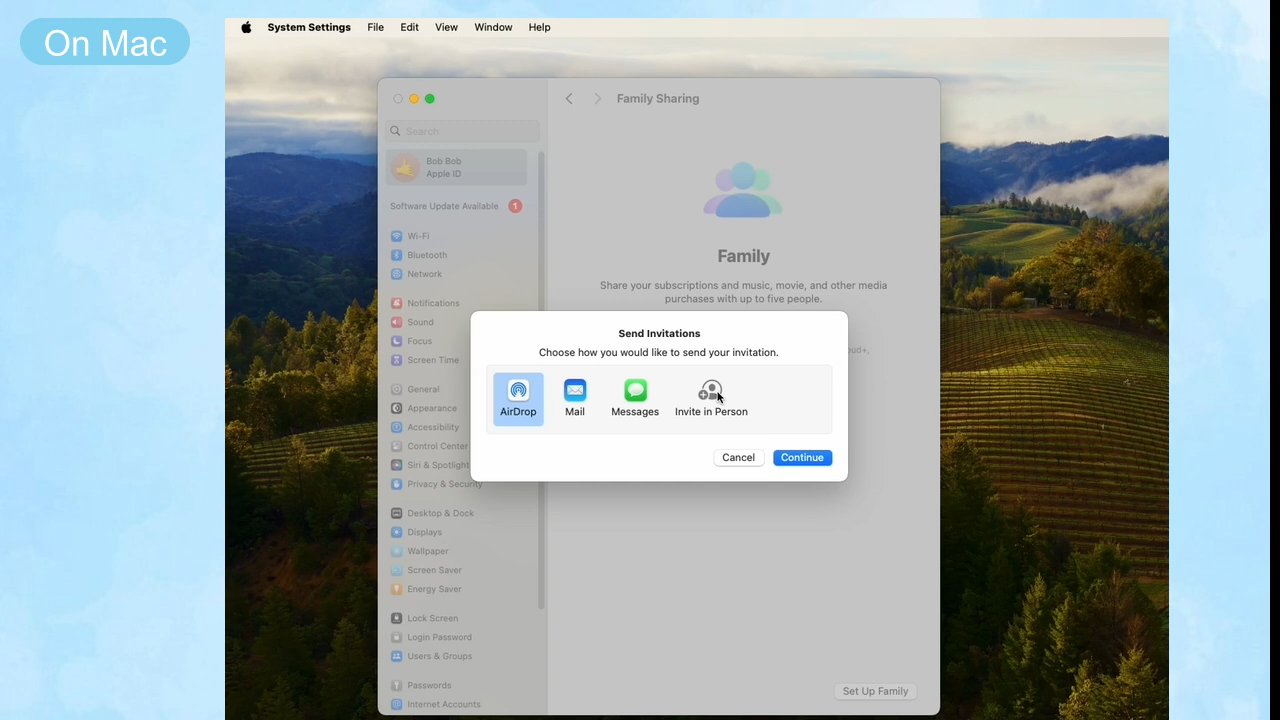 On Mac
System Settings File Edit View Window Help
Family Sharing
Search
Bob Bob
Apple ID
Software Update Available 1
Wi-Fi
Bluetooth
Network
Notifications
Sound
Focus
Screen Time
General
Appearance
Accessibility
Control Center
Siri & Spotlight
Privacy & Security
Desktop & Dock
Displays
Wallpaper
Screen Saver
Energy Saver
Lock Screen
Login Password
Users & Groups
Passwords
Internet Accounts
Family
Share your subscriptions and music, movie, and other media
purchases with up to five people.
oud+,
Send Invitations
Choose how you would like to send your invitation.
AirDrop Mail Messages Invite in Person
Cancel Continue
Set Up Family